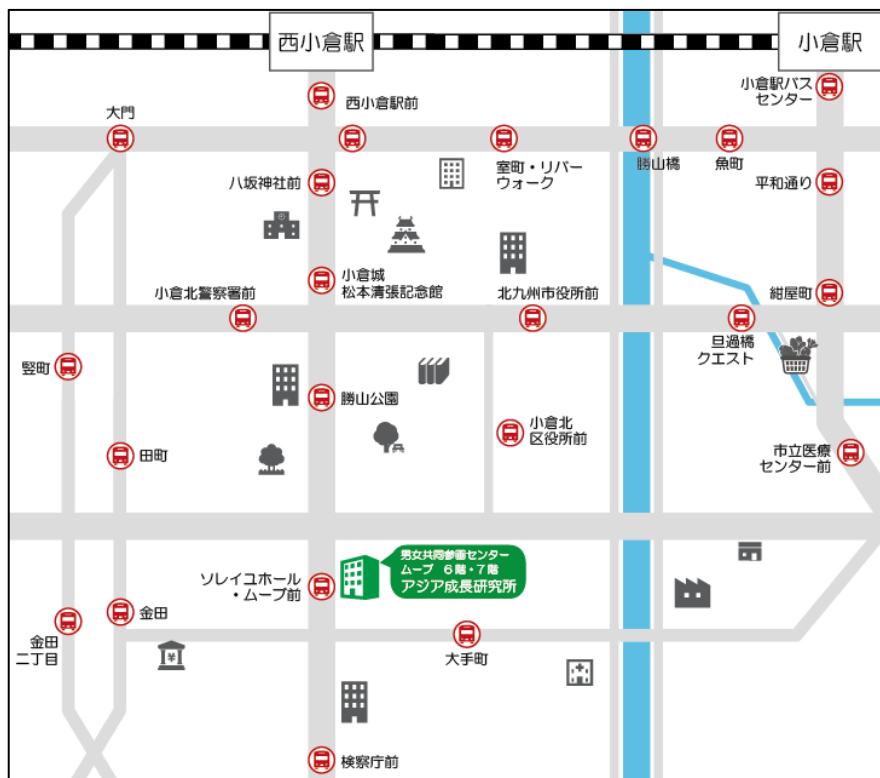 西小倉駅
小倉駅
西小倉駅前
小倉駅バス
センター
大門
室町・リバー
ウォーク
勝山橋
魚町
八坂神社前
平和通り
小倉城
松本清張記念館
小倉北警察署前
北九州市役所前
紺屋町
旦過橋
クエスト
竪町
勝山公園
小倉北
区役所前
田町
市立医療
センター前
男女共同参画センター
ムーブ 6階・7階
アジア成長研究所
ソレイユホール
・ムーブ前
金田
金田
二丁目
大手町
¥
検察庁前